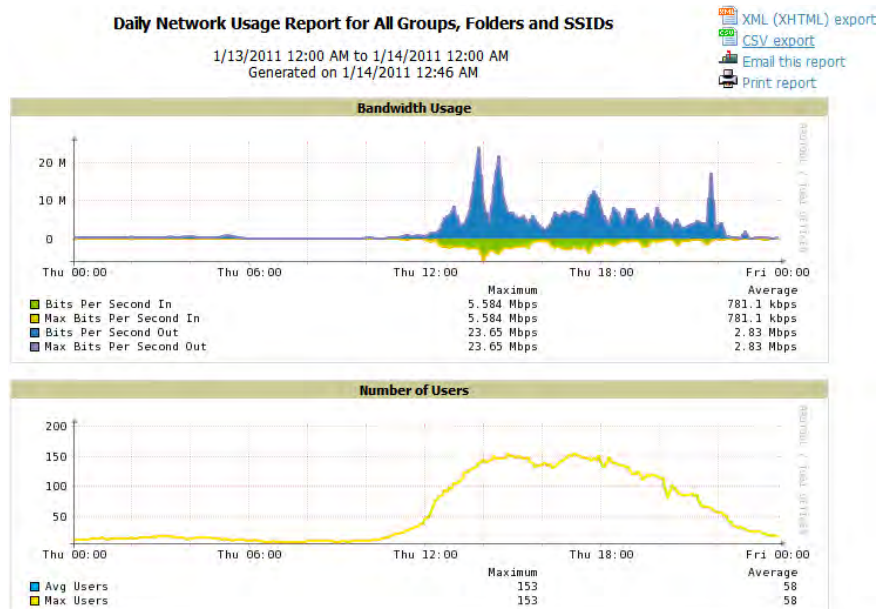 Daily Network Usage Report for All Groups, Folders and SSIDs
1/13/2011 12:00 AM to 1/14/2011 12:00 AM
Generated on 1/14/2011 12:46 AM
XML (XHTML) export
CSV export
Email this report
Print report
Bandwidth Usage
20 M
10 M
0
Thu 00:00 Thu 06:00 Thu 12:00 Thu 18:00 Fri 00:00
Maximum Average
Bits Per Second In 5.584 Mbps 781.1 kbps
Max Bits Per Second In 5.584 Mbps 781.1 kbps
Bits Per Second Out 23.65 Mbps 2.83 Mbps
Max Bits Per Second Out 23.65 Mbps 2.83 Mbps
RRDTOOL / TOBI OETIKER
Number of Users
200
150
100
50
Thu 00:00 Thu 06:00 Thu 12:00 Thu 18:00 Fri 00:00
Maximum Average
Avg Users 153 58
Max Users 153 58
RRDTOOL / TOBI OETIKER